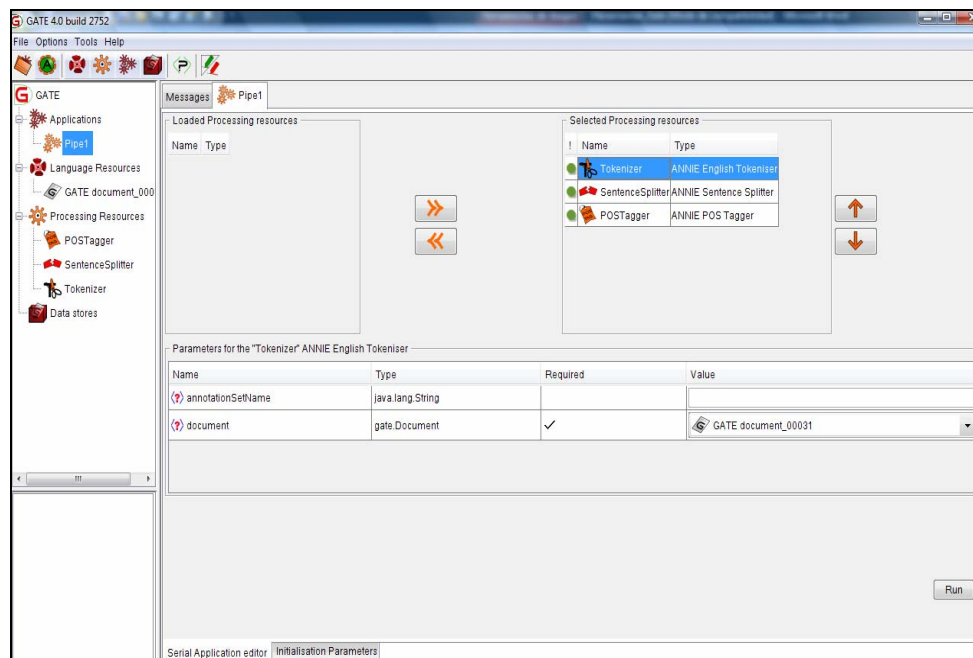 GATE 4.0 build 2752
File Options Tools Help
GATE
Applications
Pipe1
Language Resources
GATE document_000
Processing Resources
POSTagger
SentenceSplitter
Tokenizer
Data stores
Messages Pipe1
Loaded Processing resources
Name Type
Selected Processing resources
! Name Type
Tokenizer ANNIE English Tokeniser
SentenceSplitter ANNIE Sentence Splitter
POSTagger ANNIE POS Tagger
Parameters for the "Tokenizer" ANNIE English Tokeniser
Name Type Required Value
(?) annotationSetName java.lang.String
(?) document gate.Document ✓ GATE document_00031
Run
Serial Application editor Initialisation Parameters